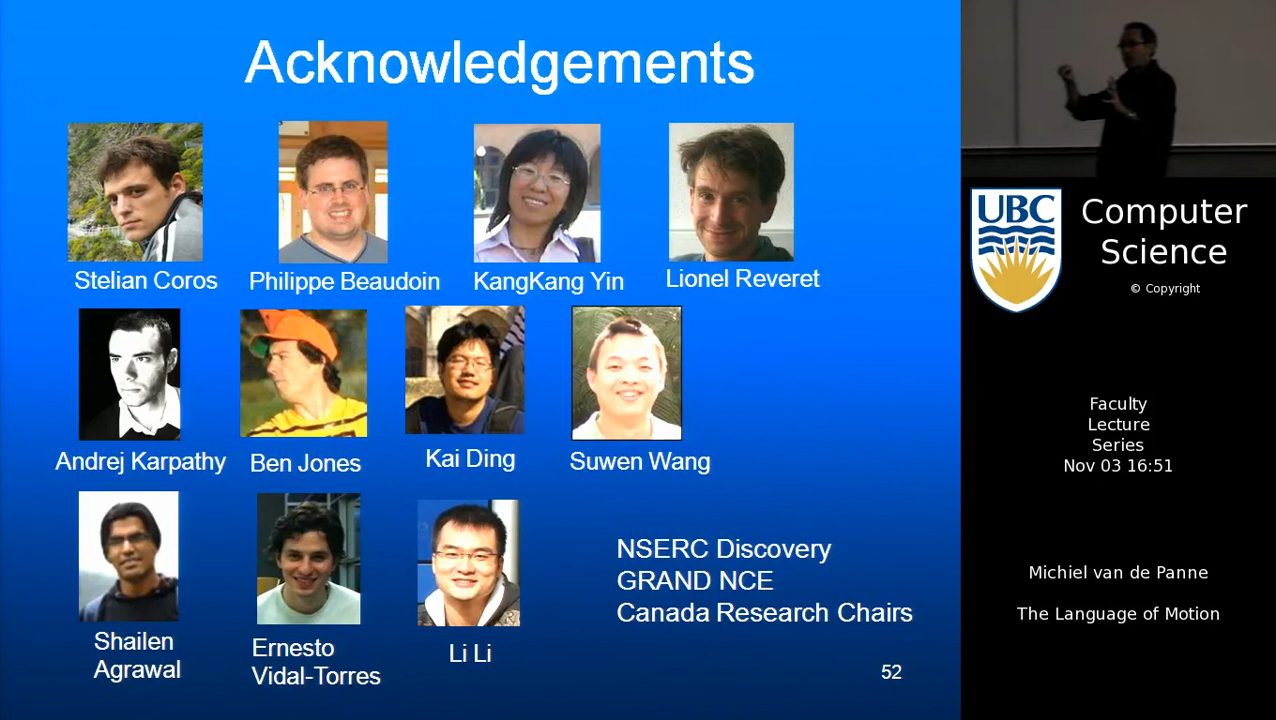 Acknowledgements
Stelian Coros
Philippe Beaudoin
KangKang Yin
Lionel Reveret
Andrej Karpathy
Ben Jones
Kai Ding
Suwen Wang
Shailen
Agrawal
Ernesto
Vidal-Torres
Li Li
NSERC Discovery
GRAND NCE
Canada Research Chairs
52
UBC
Computer
Science
© Copyright
Faculty
Lecture
Series
Nov 03 16:51
Michiel van de Panne
The Language of Motion